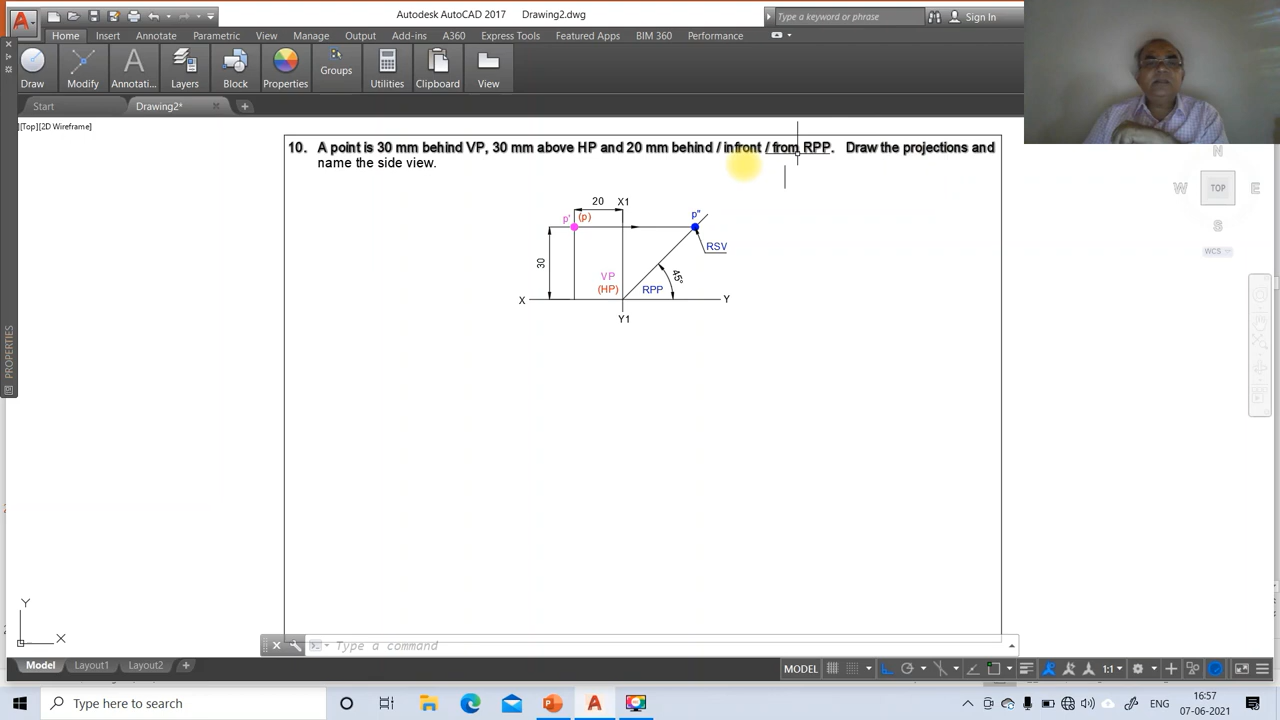 Autodesk AutoCAD 2017 Drawing2.dwg
Type a keyword or phrase
Sign In
Home Insert Annotate Parametric View Manage Output Add-ins A360 Express Tools Featured Apps BIM 360 Performance
Draw Modify Annotati... Layers Block Properties Groups Utilities Clipboard View
Start Drawing2*
[Top][2D Wireframe]
10. A point is 30 mm behind VP, 30 mm above HP and 20 mm behind / infront / from RPP. Draw the projections and
name the side view.
N
W TOP E
S
WCS
20 X1
p' (p) p"
RSV
30
45°
VP
(HP) RPP
X Y
Y1
PROPERTIES
Y
X
Type a command
Model Layout1 Layout2
MODEL 1:1
Type here to search
ENG
16:57
07-06-2021